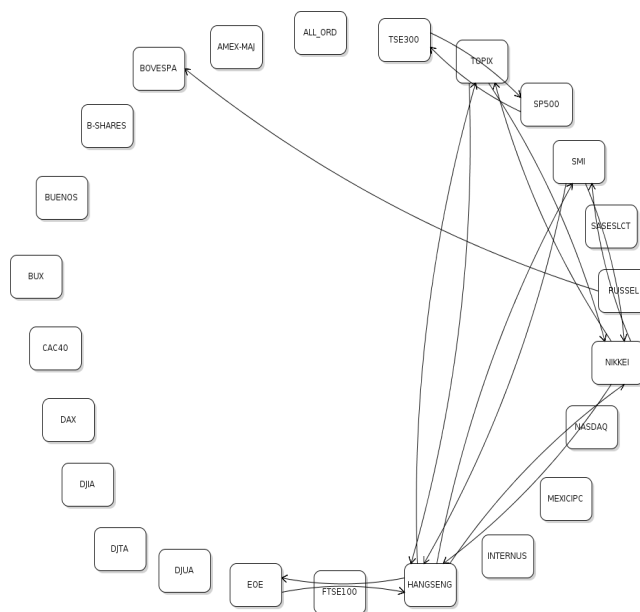 ALL_ORD
TSE300
AMEX-MAJ
TOPIX
BOVESPA
SP500
B-SHARES
SMI
BUENOS
SASESLCT
BUX
RUSSEL
CAC40
NIKKEI
DAX
NASDAQ
DJIA
MEXICIPC
DJTA
INTERNUS
DJUA
EOE
FTSE100
HANGSENG